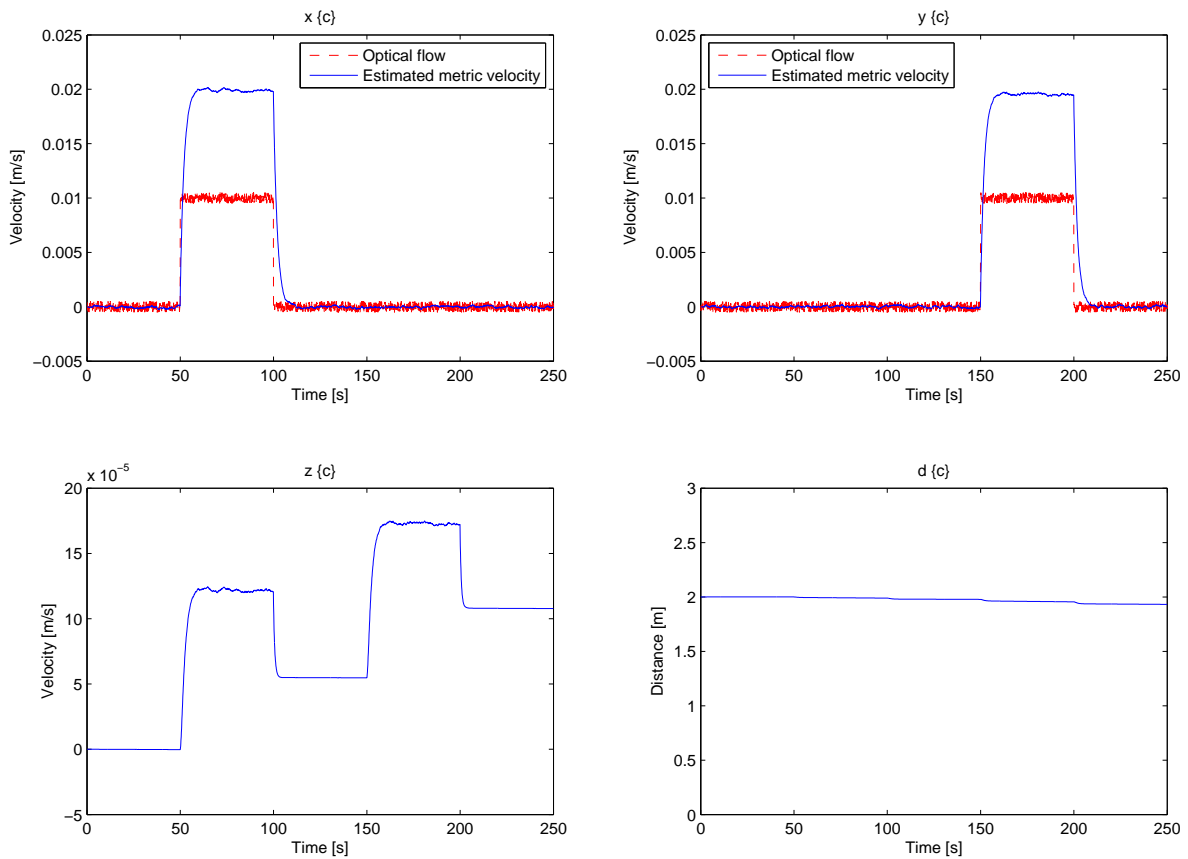 x {c}
0.025
0.02
0.015
0.01
0.005
0
−0.005
Velocity [m/s]
Optical flow
Estimated metric velocity
0 50 100 150 200 250
Time [s]
y {c}
0.025
0.02
0.015
0.01
0.005
0
−0.005
Velocity [m/s]
Optical flow
Estimated metric velocity
0 50 100 150 200 250
Time [s]
z {c}
x 10−5
20
15
10
5
0
−5
Velocity [m/s]
0 50 100 150 200 250
Time [s]
d {c}
3
2.5
2
1.5
1
0.5
0
Distance [m]
0 50 100 150 200 250
Time [s]